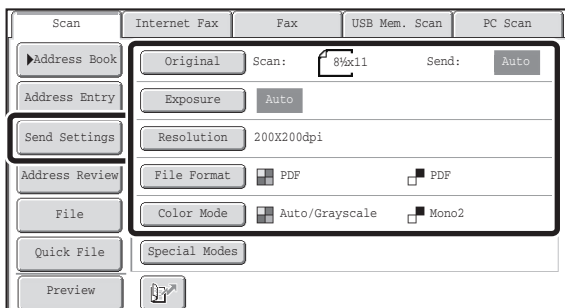 Scan Internet Fax Fax USB Mem. Scan PC Scan
Address Book Original Scan: 8½x11 Send: Auto
Address Entry Exposure Auto
Send Settings Resolution 200X200dpi
Address Review File Format PDF PDF
File Color Mode Auto/Grayscale Mono2
Quick File Special Modes
Preview